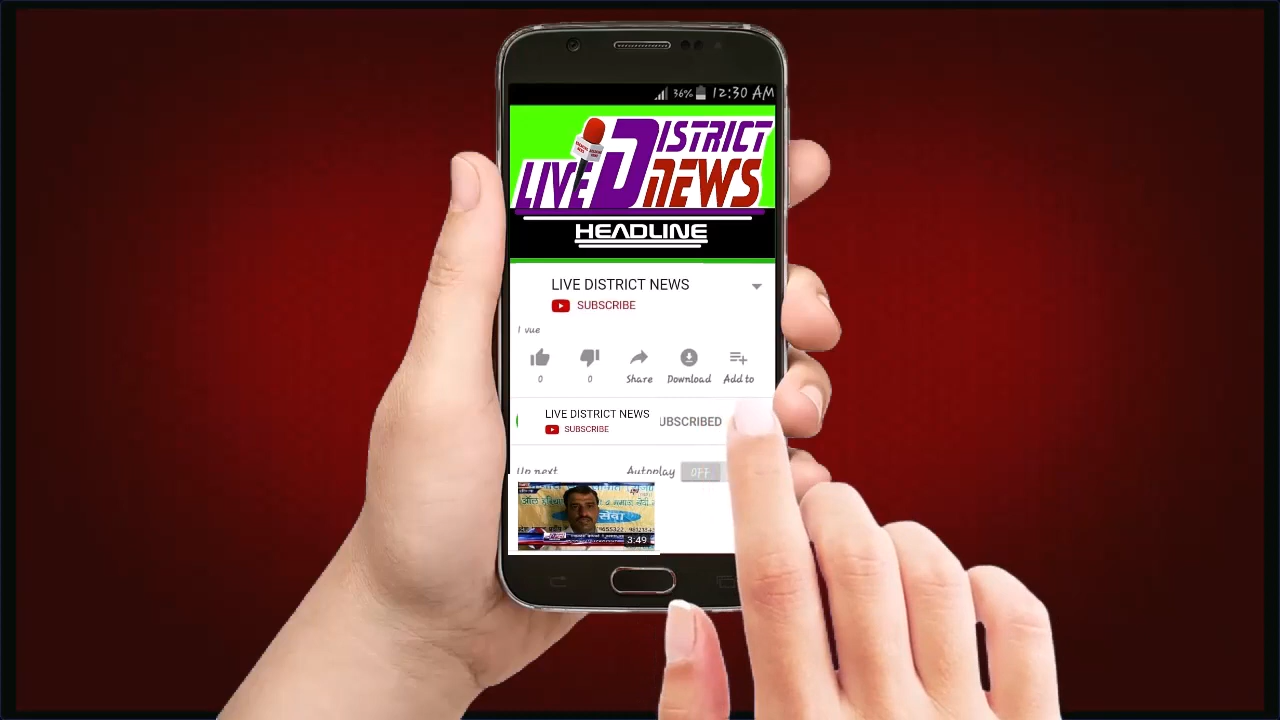 36% 12:30 AM
LIVE DISTRICT NEWS
HEADLINE
LIVE DISTRICT NEWS
SUBSCRIBE
1 vue
0 0 Share Download Add to
LIVE DISTRICT NEWS UBSCRIBED
SUBSCRIBE
Up next Autoplay OFF
सेवा
3:49